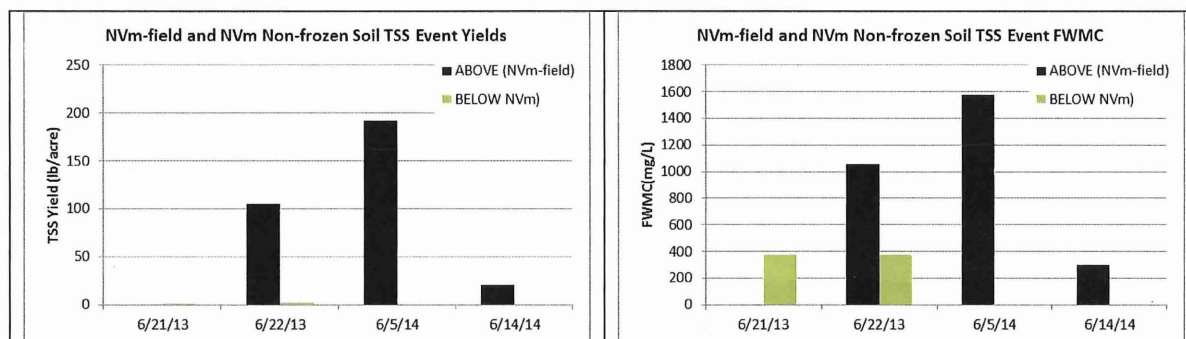 NVm-field and NVm Non-frozen Soil TSS Event Yields
250
200
150
100
50
0
TSS Yield (lb/acre)
ABOVE (NVm-field)
BELOW NVm)
6/21/13 6/22/13 6/5/14 6/14/14
NVm-field and NVm Non-frozen Soil TSS Event FWMC
1800
1600
1400
1200
1000
800
600
400
200
0
FWMC(mg/L)
ABOVE (NVm-field)
BELOW NVm)
6/21/13 6/22/13 6/5/14 6/14/14